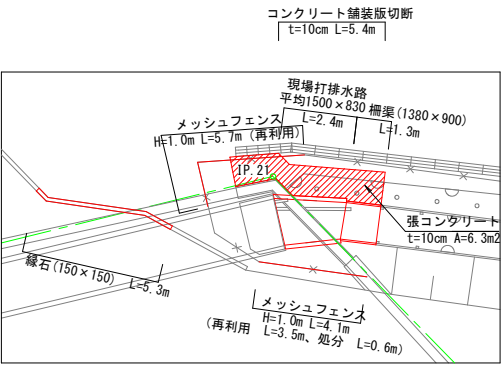 コンクリート舗装版切断
t=10cm L=5.4m
現場打排水路
平均1500×830 柵渠(1380×900)
L=2.4m
L=1.3m
メッシュフェンス
H=1.0m L=5.7m (再利用)
IP.21
張コンクリート
t=10cm A=6.3m2
縁石(150×150)
L=5.3m
メッシュフェンス
H=1.0m L=4.1m
(再利用 L=3.5m、処分 L=0.6m)